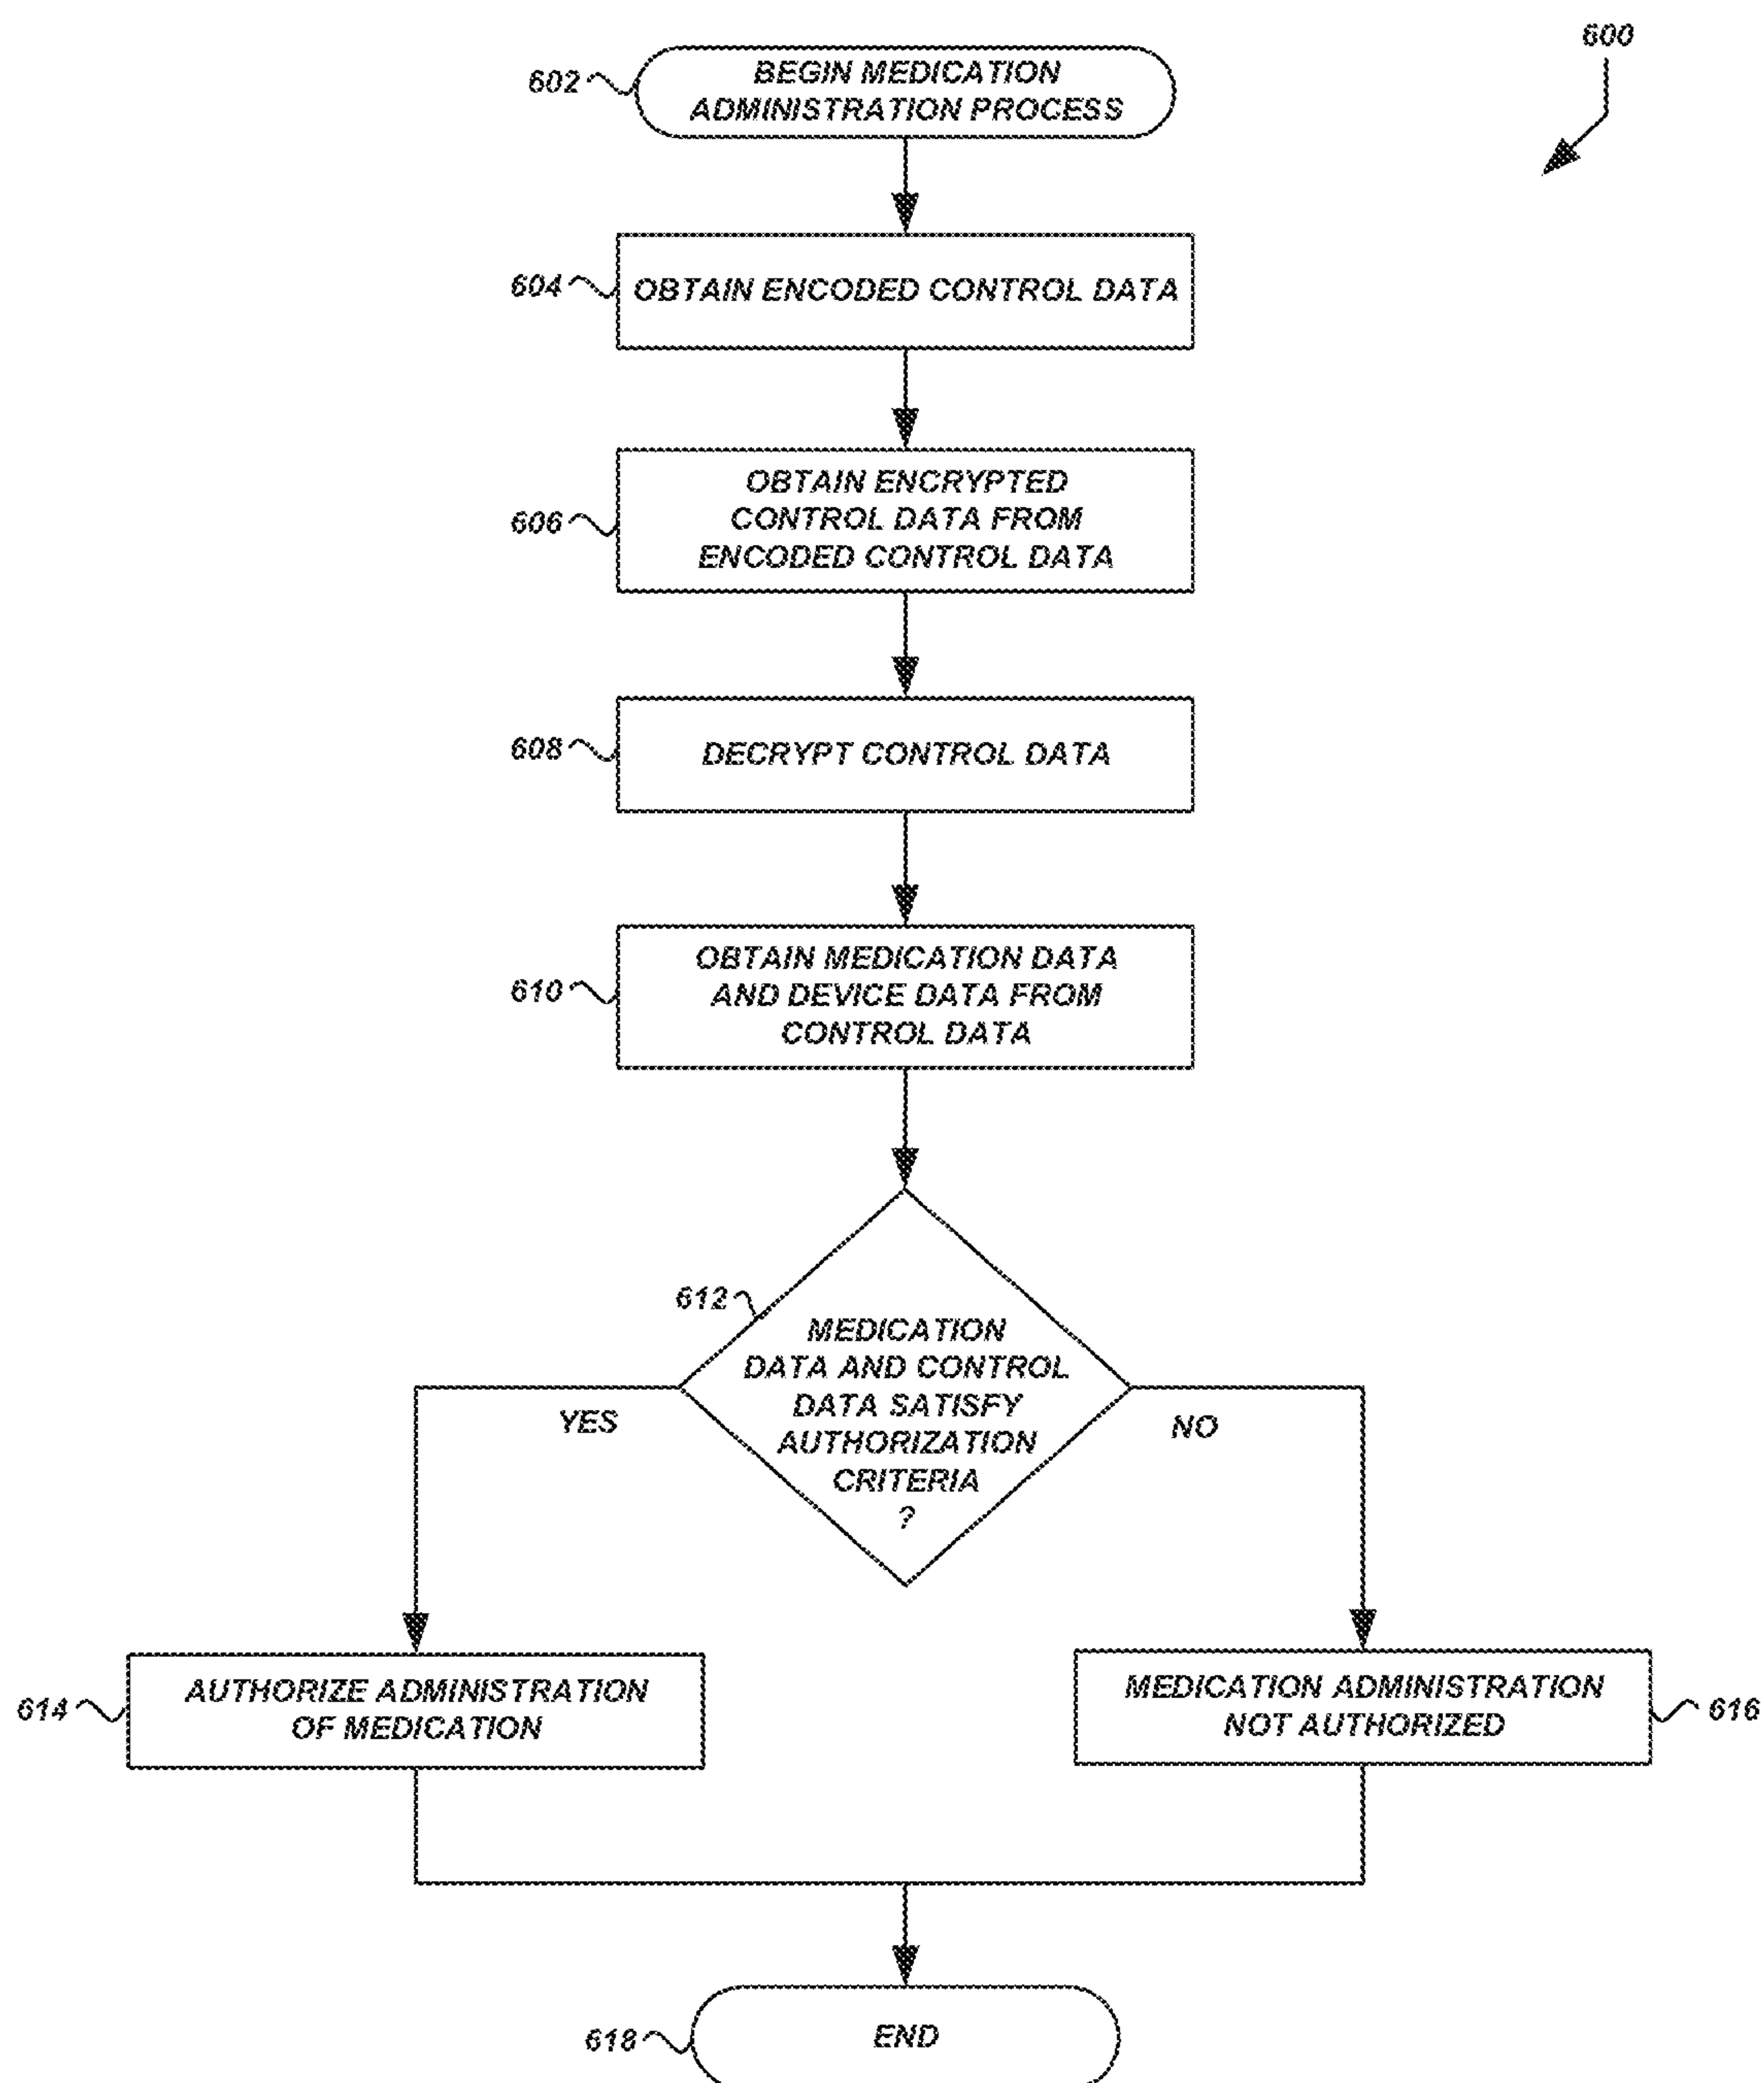 600
602
BEGIN MEDICATION
ADMINISTRATION PROCESS
604
OBTAIN ENCODED CONTROL DATA
606
OBTAIN ENCRYPTED
CONTROL DATA FROM
ENCODED CONTROL DATA
608
DECRYPT CONTROL DATA
610
OBTAIN MEDICATION DATA
AND DEVICE DATA FROM
CONTROL DATA
612
MEDICATION
DATA AND CONTROL
DATA SATISFY
AUTHORIZATION
CRITERIA
?
YES
NO
614
AUTHORIZE ADMINISTRATION
OF MEDICATION
MEDICATION ADMINISTRATION
NOT AUTHORIZED
616
618
END